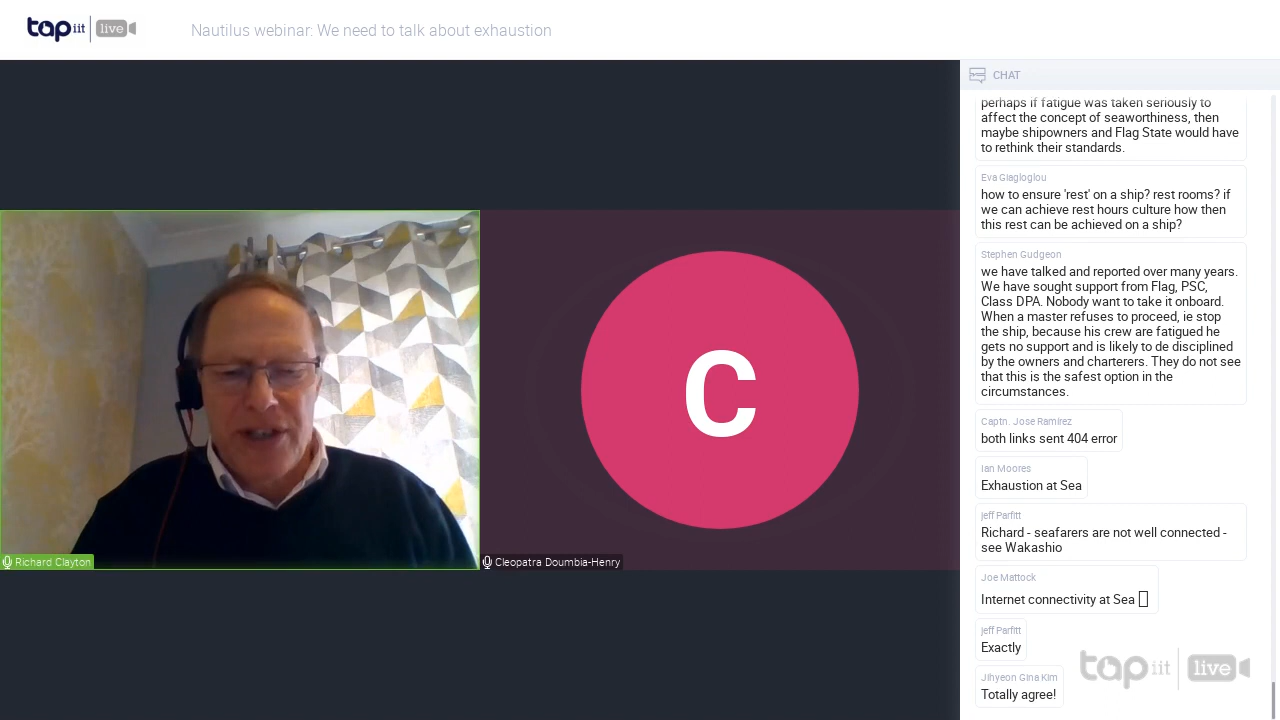 tap iit live
Nautilus webinar: We need to talk about exhaustion
CHAT
perhaps if fatigue was taken seriously to
affect the concept of seaworthiness, then
maybe shipowners and Flag State would have
to rethink their standards.
Eva Giagloglou
how to ensure 'rest' on a ship? rest rooms? if
we can achieve rest hours culture how then
this rest can be achieved on a ship?
Stephen Gudgeon
we have talked and reported over many years.
We have sought support from Flag, PSC,
Class DPA. Nobody want to take it onboard.
When a master refuses to proceed, ie stop
the ship, because his crew are fatigued he
gets no support and is likely to de disciplined
by the owners and charterers. They do not see
that this is the safest option in the
circumstances.
Captn. Jose Ramirez
both links sent 404 error
Ian Moores
Exhaustion at Sea
jeff Parfitt
Richard - seafarers are not well connected -
see Wakashio
Joe Mattock
Internet connectivity at Sea
jeff Parfitt
Exactly
Jihyeon Gina Kim
Totally agree!
C
Richard Clayton
Cleopatra Doumbia-Henry
tap iit live